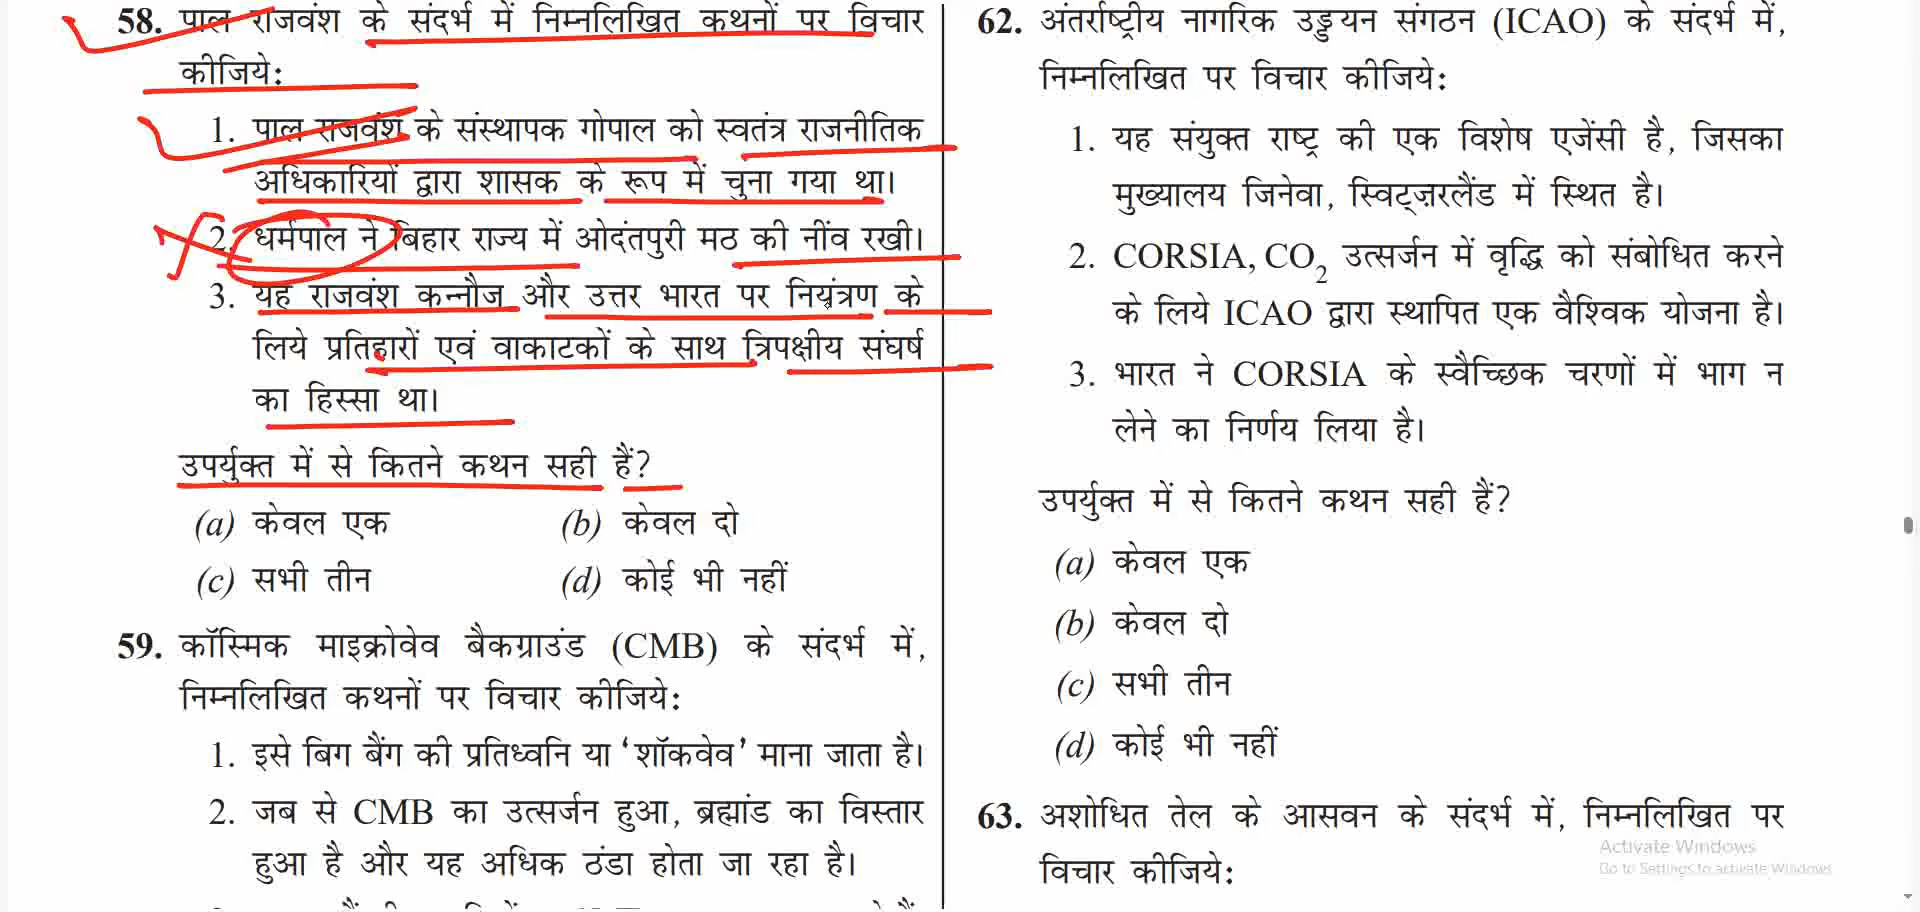 58. पाल राजवंश के संदर्भ में निम्नलिखित कथनों पर विचार
कीजिये:
1. पाल राजवंश के संस्थापक गोपाल को स्वतंत्र राजनीतिक
अधिकारियों द्वारा शासक के रूप में चुना गया था।
2. धर्मपाल ने बिहार राज्य में ओदंतपुरी मठ की नींव रखी।
3. यह राजवंश कन्नौज और उत्तर भारत पर नियंत्रण के
लिये प्रतिहारों एवं वाकाटकों के साथ त्रिपक्षीय संघर्ष
का हिस्सा था।
उपर्युक्त में से कितने कथन सही हैं?
(a) केवल एक (b) केवल दो
(c) सभी तीन (d) कोई भी नहीं
59. कॉस्मिक माइक्रोवेव बैकग्राउंड (CMB) के संदर्भ में,
निम्नलिखित कथनों पर विचार कीजिये:
1. इसे बिग बैंग की प्रतिध्वनि या ‘शॉकवेव’ माना जाता है।
2. जब से CMB का उत्सर्जन हुआ, ब्रह्मांड का विस्तार
हुआ है और यह अधिक ठंडा होता जा रहा है।
62. अंतर्राष्ट्रीय नागरिक उड्डयन संगठन (ICAO) के संदर्भ में,
निम्नलिखित पर विचार कीजिये:
1. यह संयुक्त राष्ट्र की एक विशेष एजेंसी है, जिसका
मुख्यालय जिनेवा, स्विट्ज़रलैंड में स्थित है।
2. CORSIA, CO₂ उत्सर्जन में वृद्धि को संबोधित करने
के लिये ICAO द्वारा स्थापित एक वैश्विक योजना है।
3. भारत ने CORSIA के स्वैच्छिक चरणों में भाग न
लेने का निर्णय लिया है।
उपर्युक्त में से कितने कथन सही हैं?
(a) केवल एक
(b) केवल दो
(c) सभी तीन
(d) कोई भी नहीं
63. अशोधित तेल के आसवन के संदर्भ में, निम्नलिखित पर
विचार कीजिये:
Activate Windows
Go to Settings to activate Windows